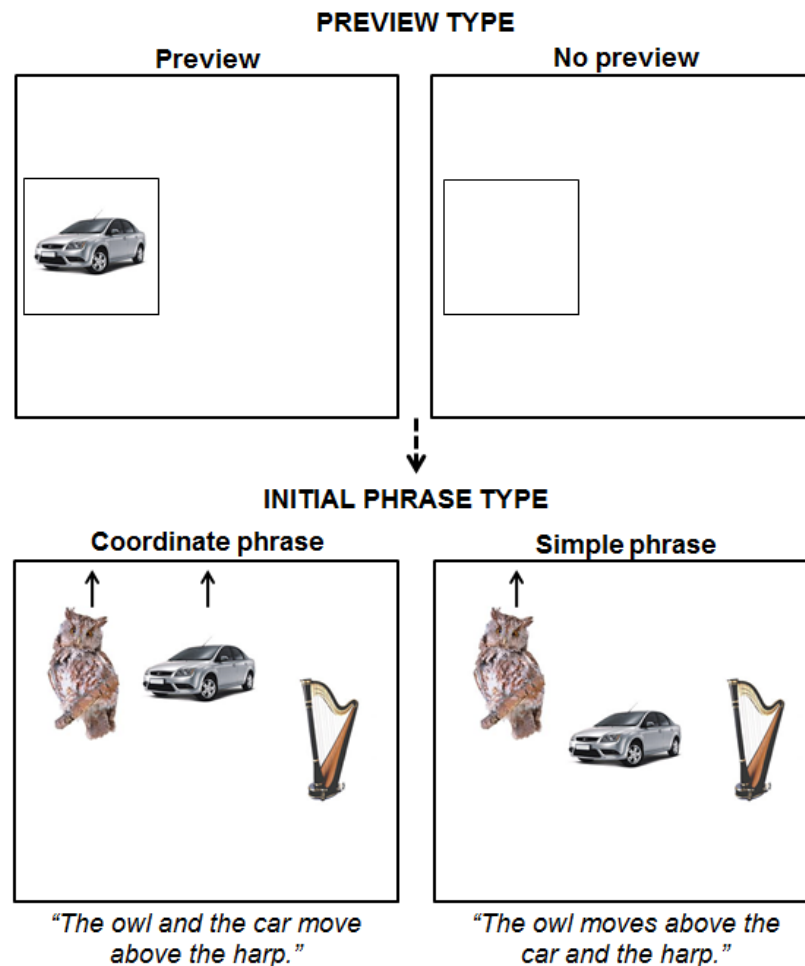 PREVIEW TYPE
Preview
No preview
INITIAL PHRASE TYPE
Coordinate phrase
Simple phrase
“The owl and the car move
above the harp.”
“The owl moves above the
car and the harp.”